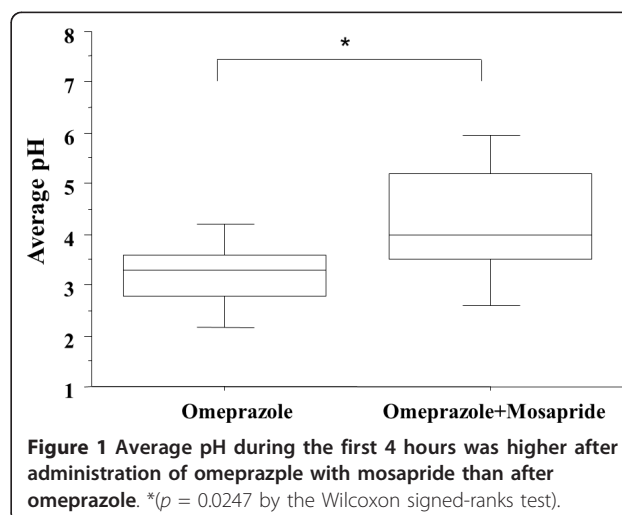 8
*
7
6
5
4
3
2
1
Average pH
Omeprazole Omeprazole+Mosapride
Figure 1 Average pH during the first 4 hours was higher after
administration of omeprazple with mosapride than after
omeprazole. *(p = 0.0247 by the Wilcoxon signed-ranks test).